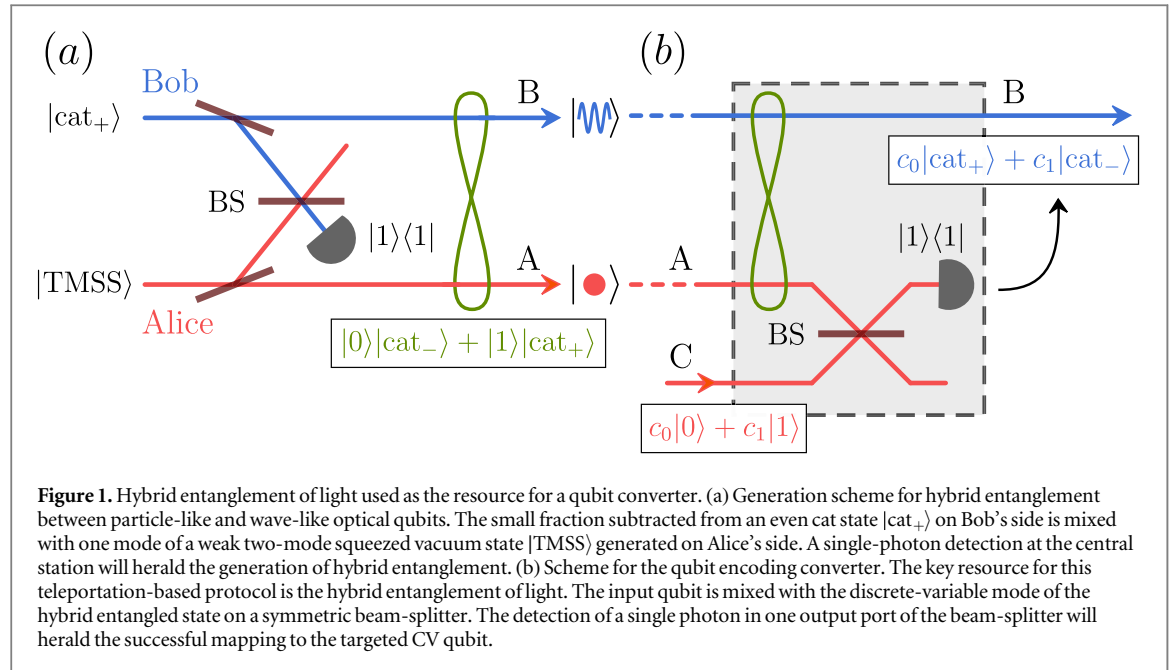 (a)
(b)
Bob
|cat₊⟩
B
|⟩
B
c₀|cat₊⟩ + c₁|cat₋⟩
BS
|1⟩⟨1|
|1⟩⟨1|
|TMSS⟩
A
|⟩
A
Alice
BS
|0⟩|cat₋⟩ + |1⟩|cat₊⟩
C
c₀|0⟩ + c₁|1⟩
Figure 1. Hybrid entanglement of light used as the resource for a qubit converter. (a) Generation scheme for hybrid entanglement
between particle-like and wave-like optical qubits. The small fraction subtracted from an even cat state |cat₊⟩ on Bob's side is mixed
with one mode of a weak two-mode squeezed vacuum state |TMSS⟩ generated on Alice's side. A single-photon detection at the central
station will herald the generation of hybrid entanglement. (b) Scheme for the qubit encoding converter. The key resource for this
teleportation-based protocol is the hybrid entanglement of light. The input qubit is mixed with the discrete-variable mode of the
hybrid entangled state on a symmetric beam-splitter. The detection of a single photon in one output port of the beam-splitter will
herald the successful mapping to the targeted CV qubit.